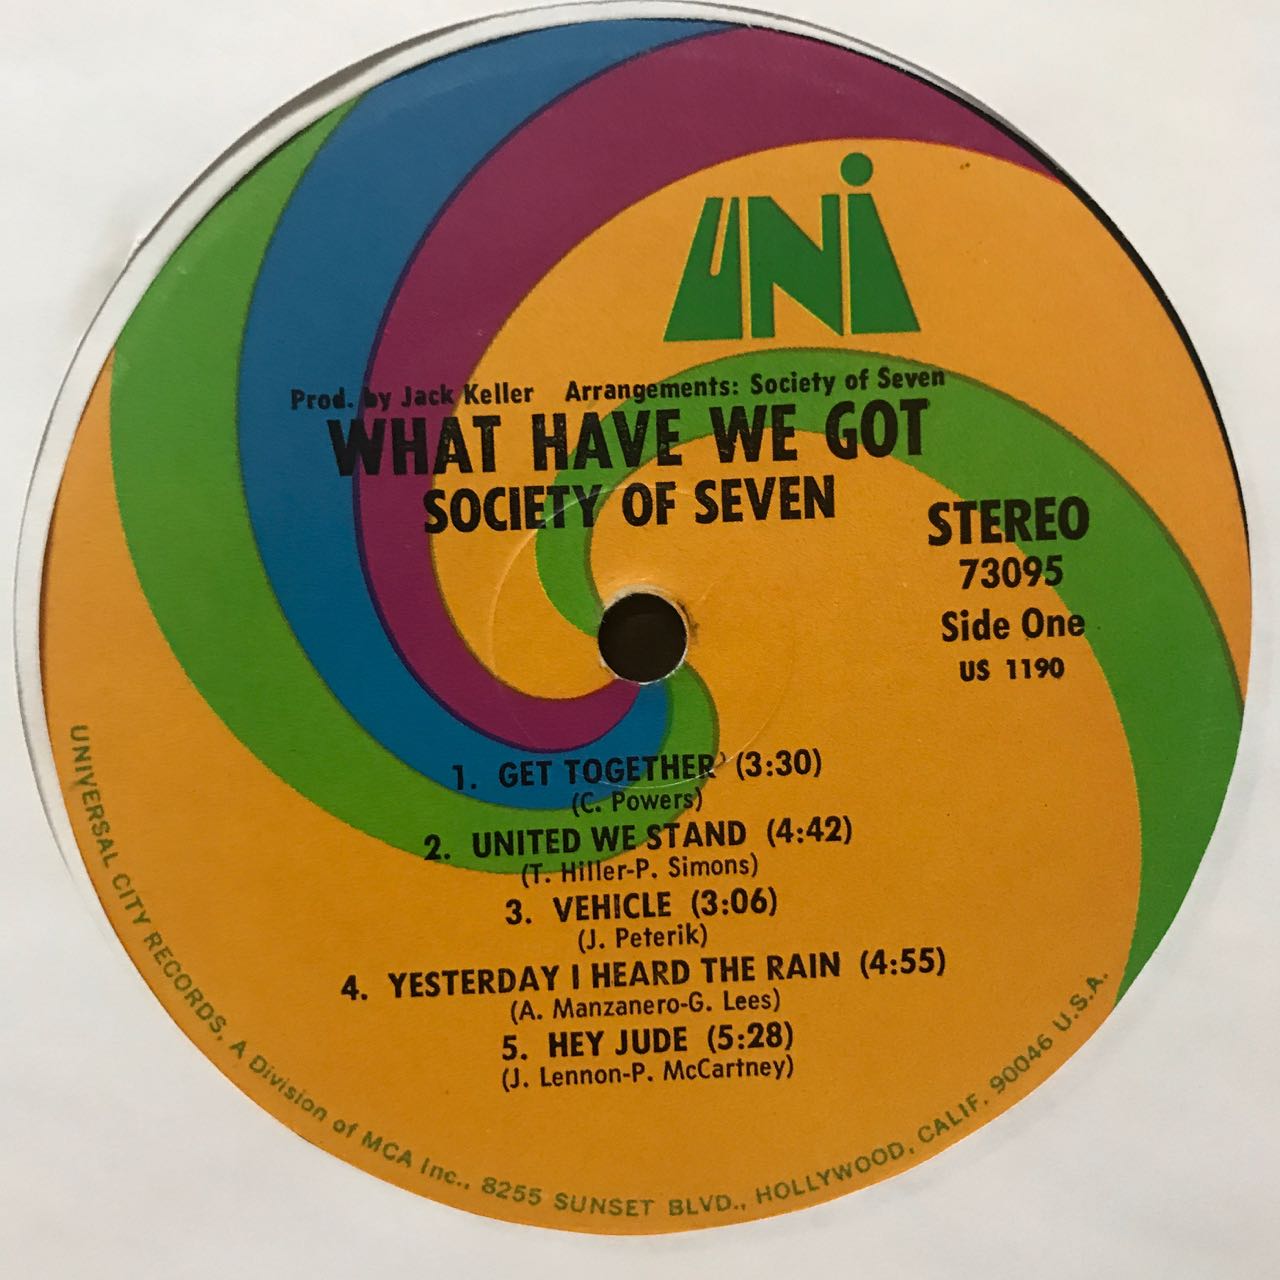 UNI
Prod. by Jack Keller Arrangements: Society of Seven
WHAT HAVE WE GOT
SOCIETY OF SEVEN
STEREO
73095
Side One
US 1190
1. GET TOGETHER (3:30)
(C. Powers)
2. UNITED WE STAND (4:42)
(T. Hiller-P. Simons)
3. VEHICLE (3:06)
(J. Peterik)
4. YESTERDAY I HEARD THE RAIN (4:55)
(A. Manzanero-G. Lees)
5. HEY JUDE (5:28)
(J. Lennon-P. McCartney)
UNIVERSAL CITY RECORDS, A Division of MCA Inc., 8255 SUNSET BLVD., HOLLYWOOD, CALIF. 90046 U.S.A.